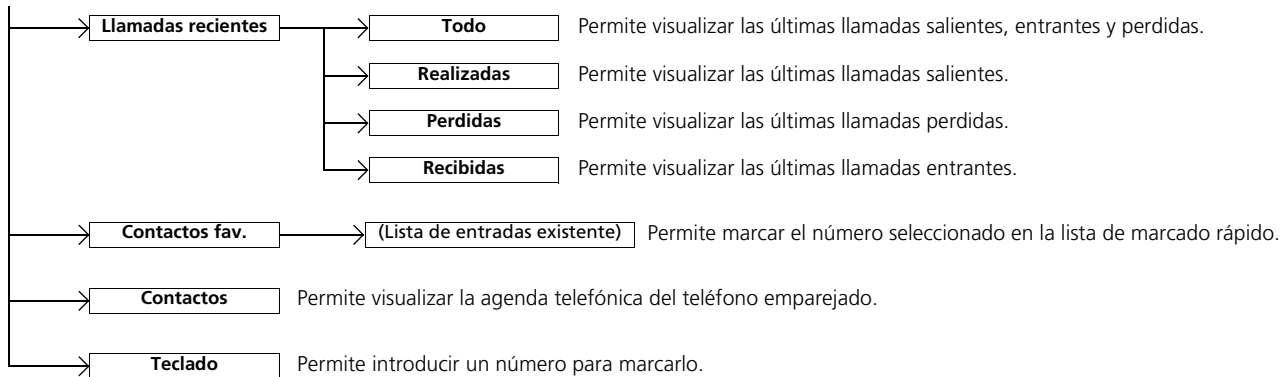 Llamadas recientes Todo Permite visualizar las últimas llamadas salientes, entrantes y perdidas.
Realizadas Permite visualizar las últimas llamadas salientes.
Perdidas Permite visualizar las últimas llamadas perdidas.
Recibidas Permite visualizar las últimas llamadas entrantes.
Contactos fav. (Lista de entradas existente) Permite marcar el número seleccionado en la lista de marcado rápido.
Contactos Permite visualizar la agenda telefónica del teléfono emparejado.
Teclado Permite introducir un número para marcarlo.